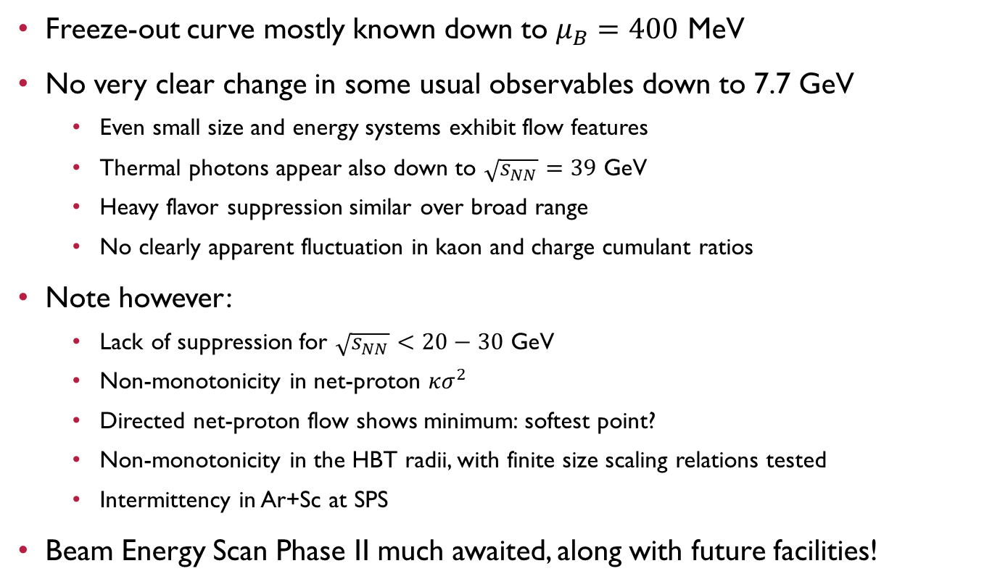 • Freeze-out curve mostly known down to μ_B = 400 MeV
• No very clear change in some usual observables down to 7.7 GeV
• Even small size and energy systems exhibit flow features
• Thermal photons appear also down to √s_NN = 39 GeV
• Heavy flavor suppression similar over broad range
• No clearly apparent fluctuation in kaon and charge cumulant ratios
• Note however:
• Lack of suppression for √s_NN < 20 − 30 GeV
• Non-monotonicity in net-proton κσ²
• Directed net-proton flow shows minimum: softest point?
• Non-monotonicity in the HBT radii, with finite size scaling relations tested
• Intermittency in Ar+Sc at SPS
• Beam Energy Scan Phase II much awaited, along with future facilities!